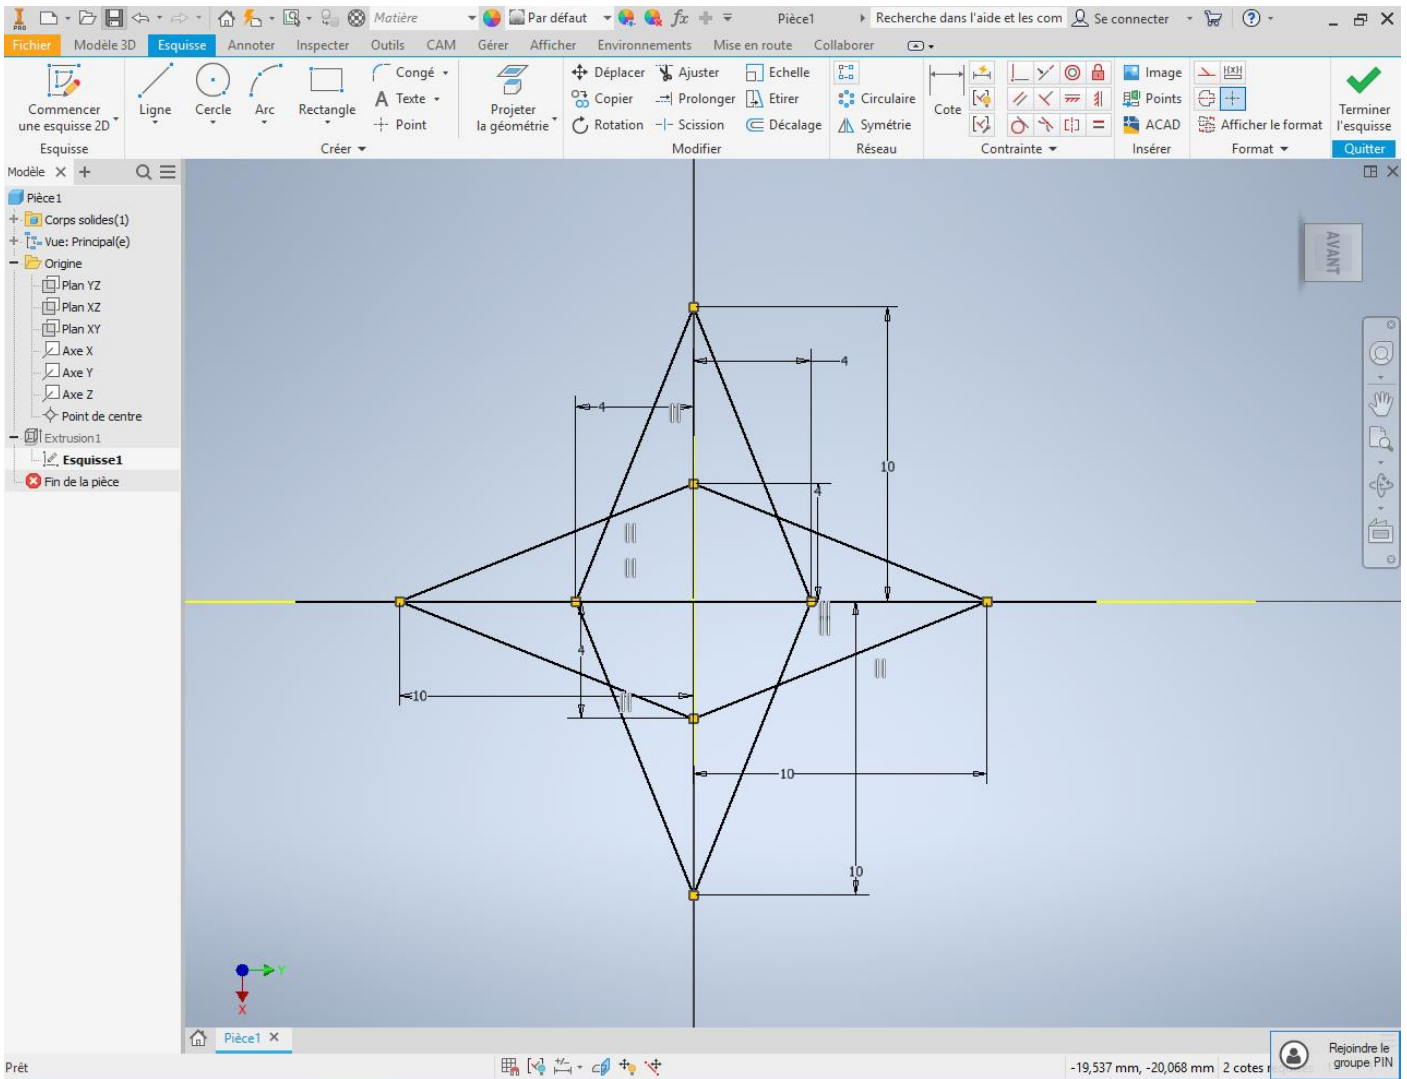 PRO Matière Par défaut fx Pièce1 Recherche dans l'aide et les com Se connecter
Fichier Modèle 3D Esquisse Annoter Inspecter Outils CAM Gérer Afficher Environnements Mise en route Collaborer
Commencer
une esquisse 2D
Ligne Cercle Arc Rectangle
Congé
Texte
Point
Projeter
la géométrie
Déplacer Ajuster Echelle
Copier Prolonger Etirer
Rotation Scission Décalage
Circulaire
Symétrie
Cote
Image
Points
ACAD
Afficher le format
Terminer
l'esquisse
Esquisse Créer Modifier Réseau Contrainte Insérer Format Quitter
Modèle
Pièce1
Corps solides(1)
Vue: Principal(e)
Origine
Plan YZ
Plan XZ
Plan XY
Axe X
Axe Y
Axe Z
Point de centre
Extrusion1
Esquisse1
Fin de la pièce
AVANT
4
4
10
4
4
10
10
10
Y
X
Pièce1
Prêt
-19,537 mm, -20,068 mm 2 cotes
Rejoindre le
groupe PIN